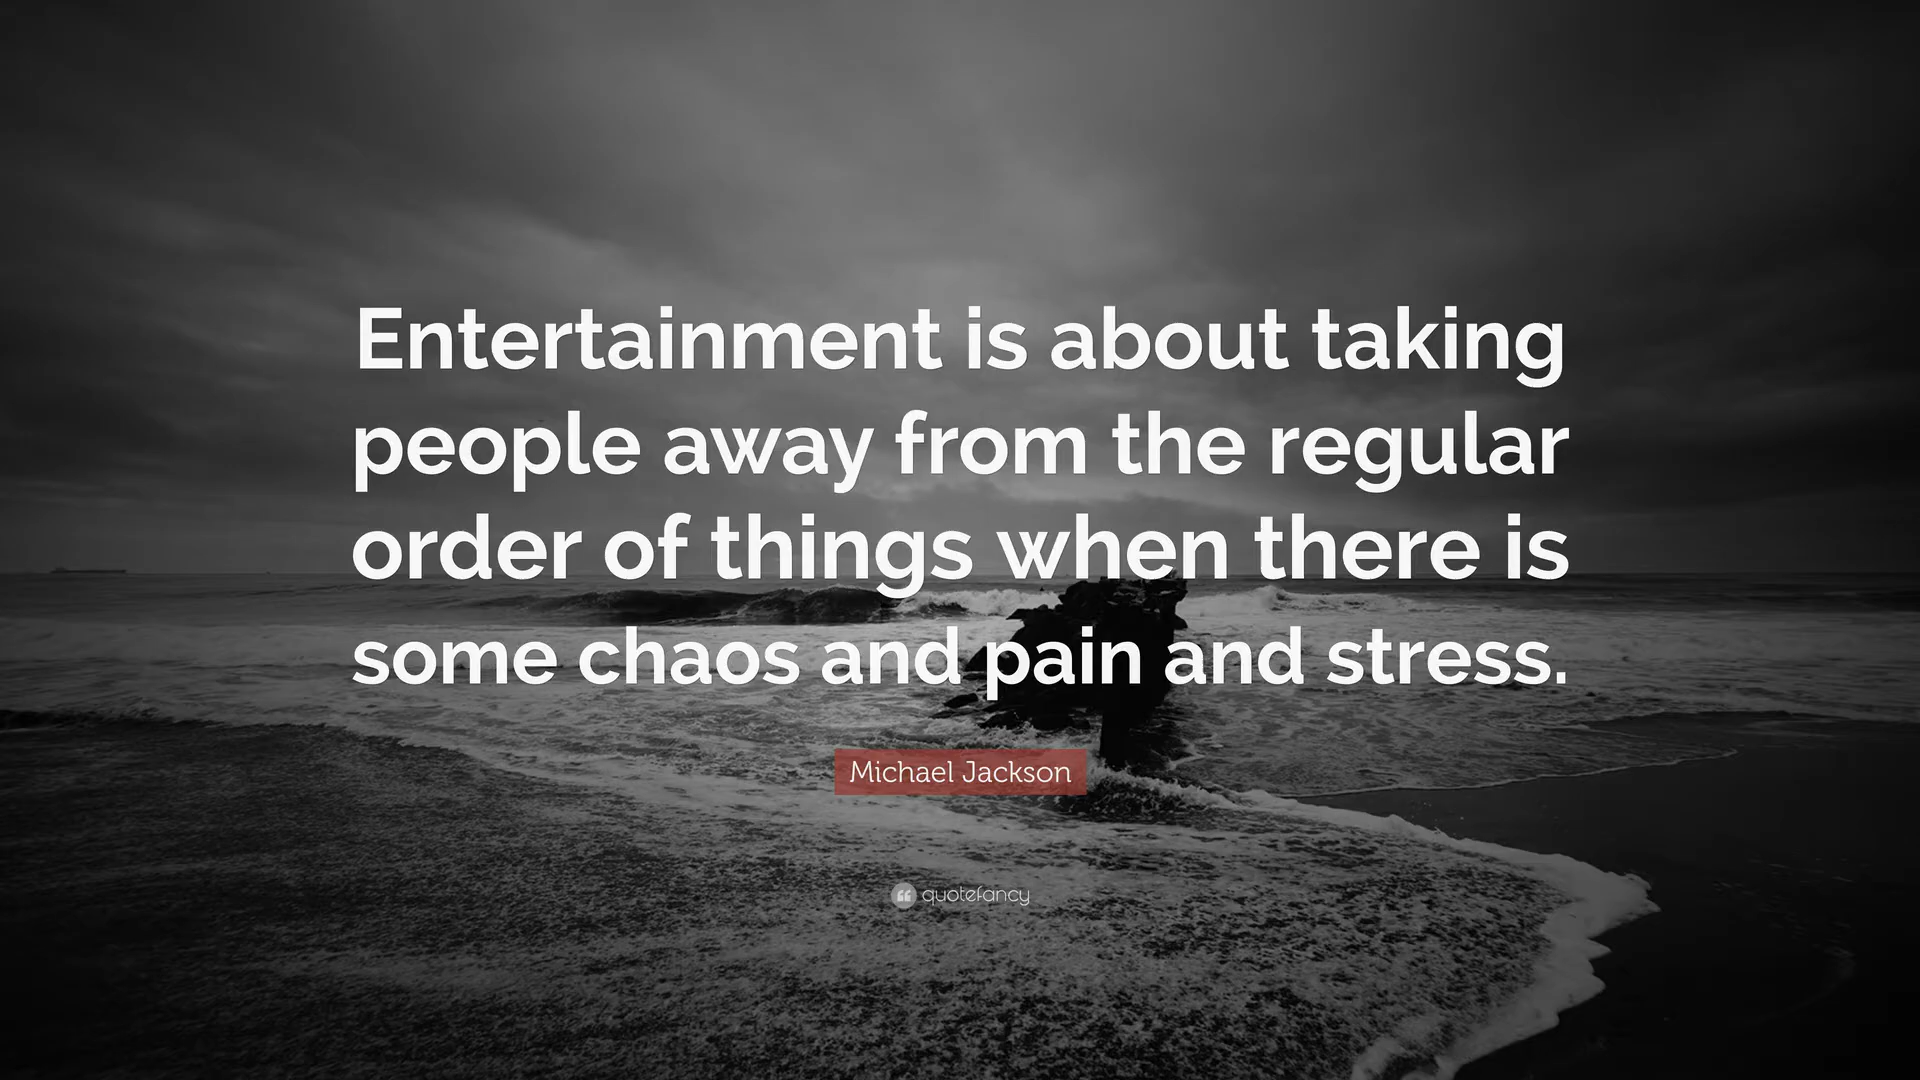 Entertainment is about taking
people away from the regular
order of things when there is
some chaos and pain and stress.
Michael Jackson
quotefancy